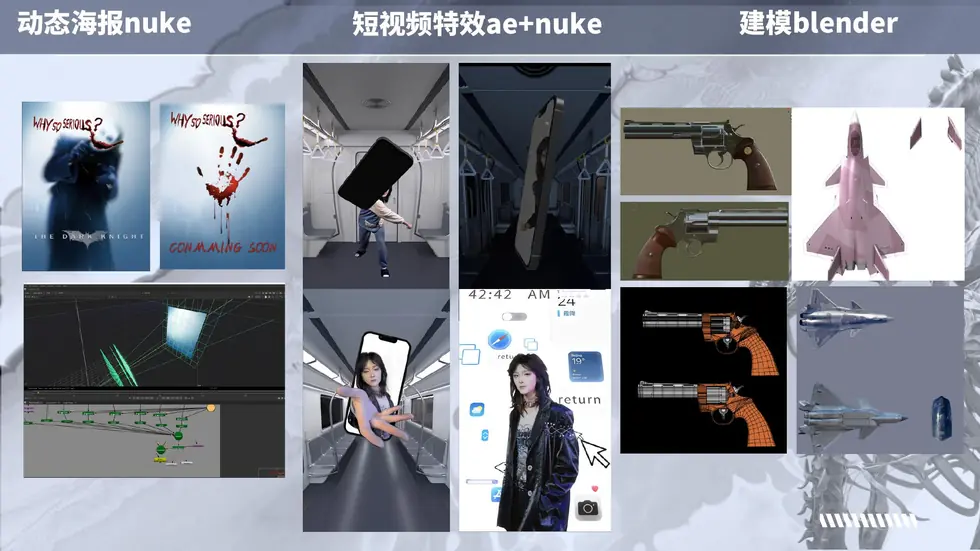 动态海报nuke
短视频特效ae+nuke
建模blender
WHY SO SERIOUS?
THE DARK KNIGHT
WHY SO SERIOUS?
CONMMING SOON
42:42 AM
24
19°
return